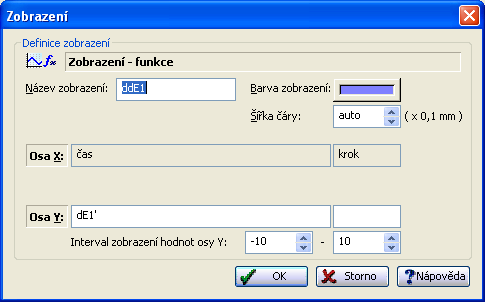 Zobrazení
Definice zobrazení
fx Zobrazení - funkce
Název zobrazení: ddE1 Barva zobrazení:
Šířka čáry: auto ( x 0,1 mm )
Osa X: čas krok
Osa Y: dE1'
Interval zobrazení hodnot osy Y: -10 - 10
OK Storno ? Nápověda